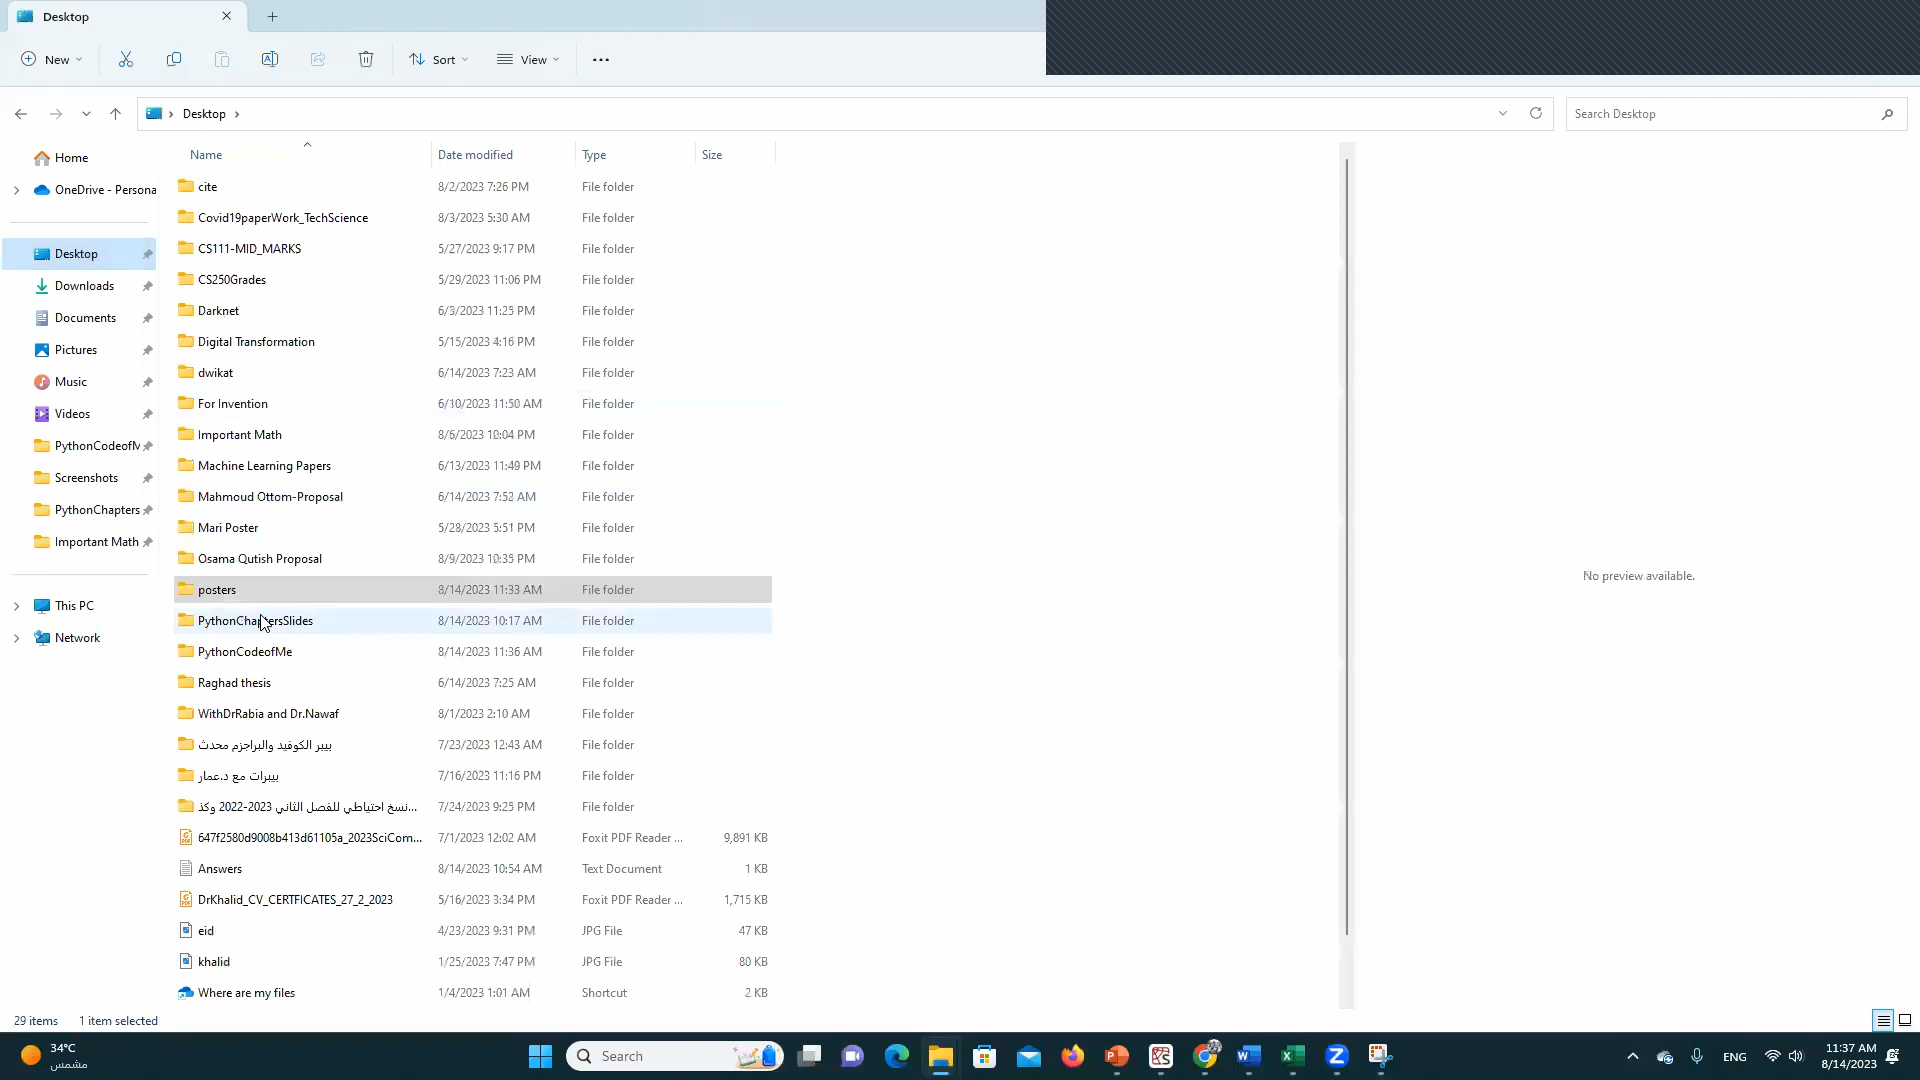 Desktop
New
Sort
View
Desktop
Search Desktop
Name
Date modified
Type
Size
Home
OneDrive - Persona
Desktop
Downloads
Documents
Pictures
Music
Videos
PythonCodeofM
Screenshots
PythonChapters
Important Math
This PC
Network
cite 8/2/2023 7:26 PM File folder
Covid19paperWork_TechScience 8/3/2023 5:30 AM File folder
CS111-MID_MARKS 5/27/2023 9:17 PM File folder
CS250Grades 5/29/2023 11:06 PM File folder
Darknet 6/3/2023 11:25 PM File folder
Digital Transformation 5/15/2023 4:16 PM File folder
dwikat 6/14/2023 7:23 AM File folder
For Invention 6/10/2023 11:50 AM File folder
Important Math 8/6/2023 10:04 PM File folder
Machine Learning Papers 6/13/2023 11:49 PM File folder
Mahmoud Ottom-Proposal 6/14/2023 7:52 AM File folder
Mari Poster 5/28/2023 5:51 PM File folder
Osama Qutish Proposal 8/9/2023 10:35 PM File folder
posters 8/14/2023 11:33 AM File folder
PythonChaptersSlides 8/14/2023 10:17 AM File folder
PythonCodeofMe 8/14/2023 11:36 AM File folder
Raghad thesis 6/14/2023 7:25 AM File folder
WithDrRabia and Dr.Nawaf 8/1/2023 2:10 AM File folder
بيبر الكوفيد والبراجزم محدث 7/23/2023 12:43 AM File folder
بيبرات مع د.عمار 7/16/2023 11:16 PM File folder
نسخ احتياطي للفصل الثاني 2023-2022 وكذ... 7/24/2023 9:25 PM File folder
647f2580d9008b413d61105a_2023SciCom... 7/1/2023 12:02 AM Foxit PDF Reader ... 9,891 KB
Answers 8/14/2023 10:54 AM Text Document 1 KB
DrKhalid_CV_CERTFICATES_27_2_2023 5/16/2023 3:34 PM Foxit PDF Reader ... 1,715 KB
eid 4/23/2023 9:31 PM JPG File 47 KB
khalid 1/25/2023 7:47 PM JPG File 80 KB
Where are my files 1/4/2023 1:01 AM Shortcut 2 KB
No preview available.
29 items 1 item selected
34°C
مشمس
Search
ENG
11:37 AM
8/14/2023